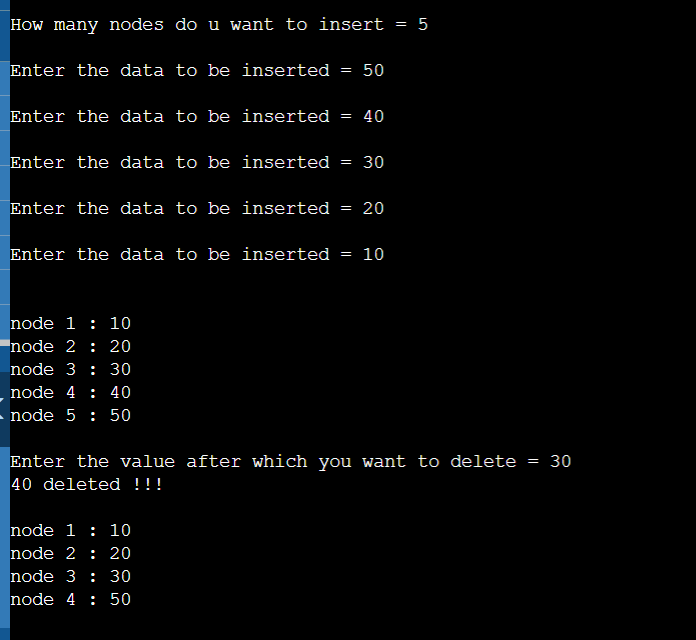 How many nodes do u want to insert = 5
Enter the data to be inserted = 50
Enter the data to be inserted = 40
Enter the data to be inserted = 30
Enter the data to be inserted = 20
Enter the data to be inserted = 10
node 1 : 10
node 2 : 20
node 3 : 30
node 4 : 40
node 5 : 50
Enter the value after which you want to delete = 30
40 deleted !!!
node 1 : 10
node 2 : 20
node 3 : 30
node 4 : 50